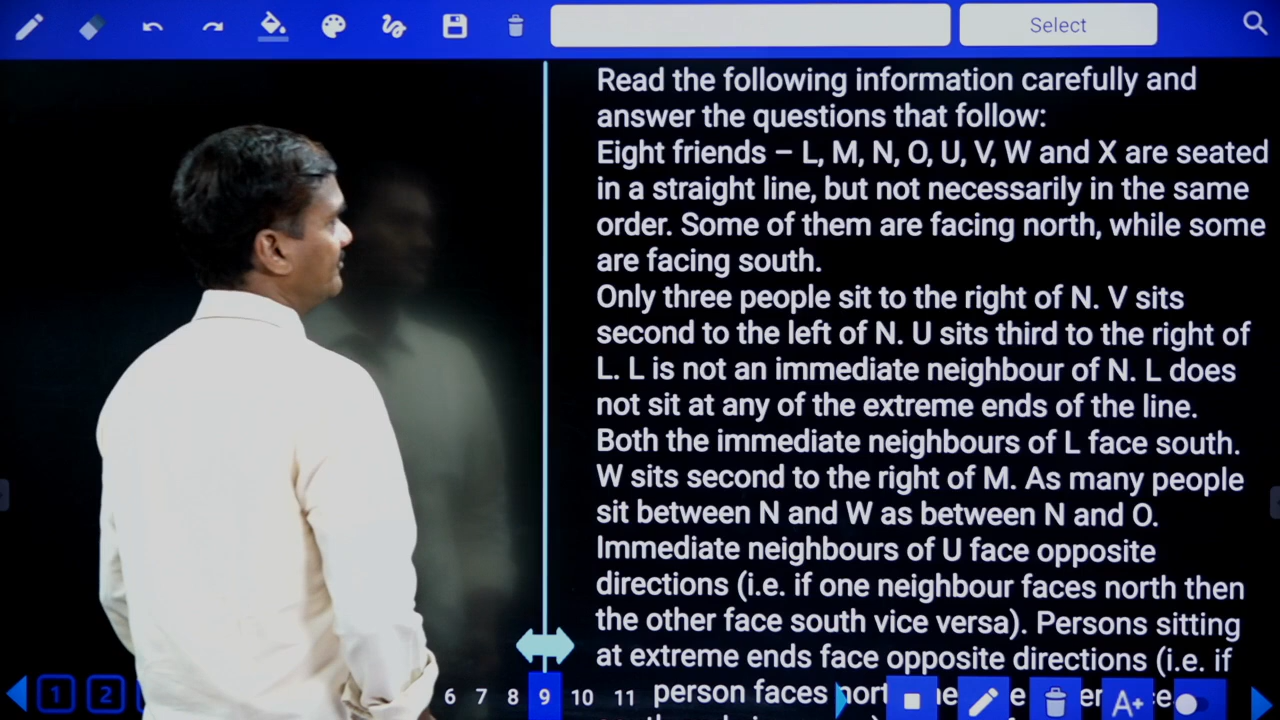 Select
Read the following information carefully and
answer the questions that follow:
Eight friends – L, M, N, O, U, V, W and X are seated
in a straight line, but not necessarily in the same
order. Some of them are facing north, while some
are facing south.
Only three people sit to the right of N. V sits
second to the left of N. U sits third to the right of
L. L is not an immediate neighbour of N. L does
not sit at any of the extreme ends of the line.
Both the immediate neighbours of L face south.
W sits second to the right of M. As many people
sit between N and W as between N and O.
Immediate neighbours of U face opposite
directions (i.e. if one neighbour faces north then
the other face south vice versa). Persons sitting
at extreme ends face opposite directions (i.e. if
person faces
1 2 6 7 8 9 10 11 A+